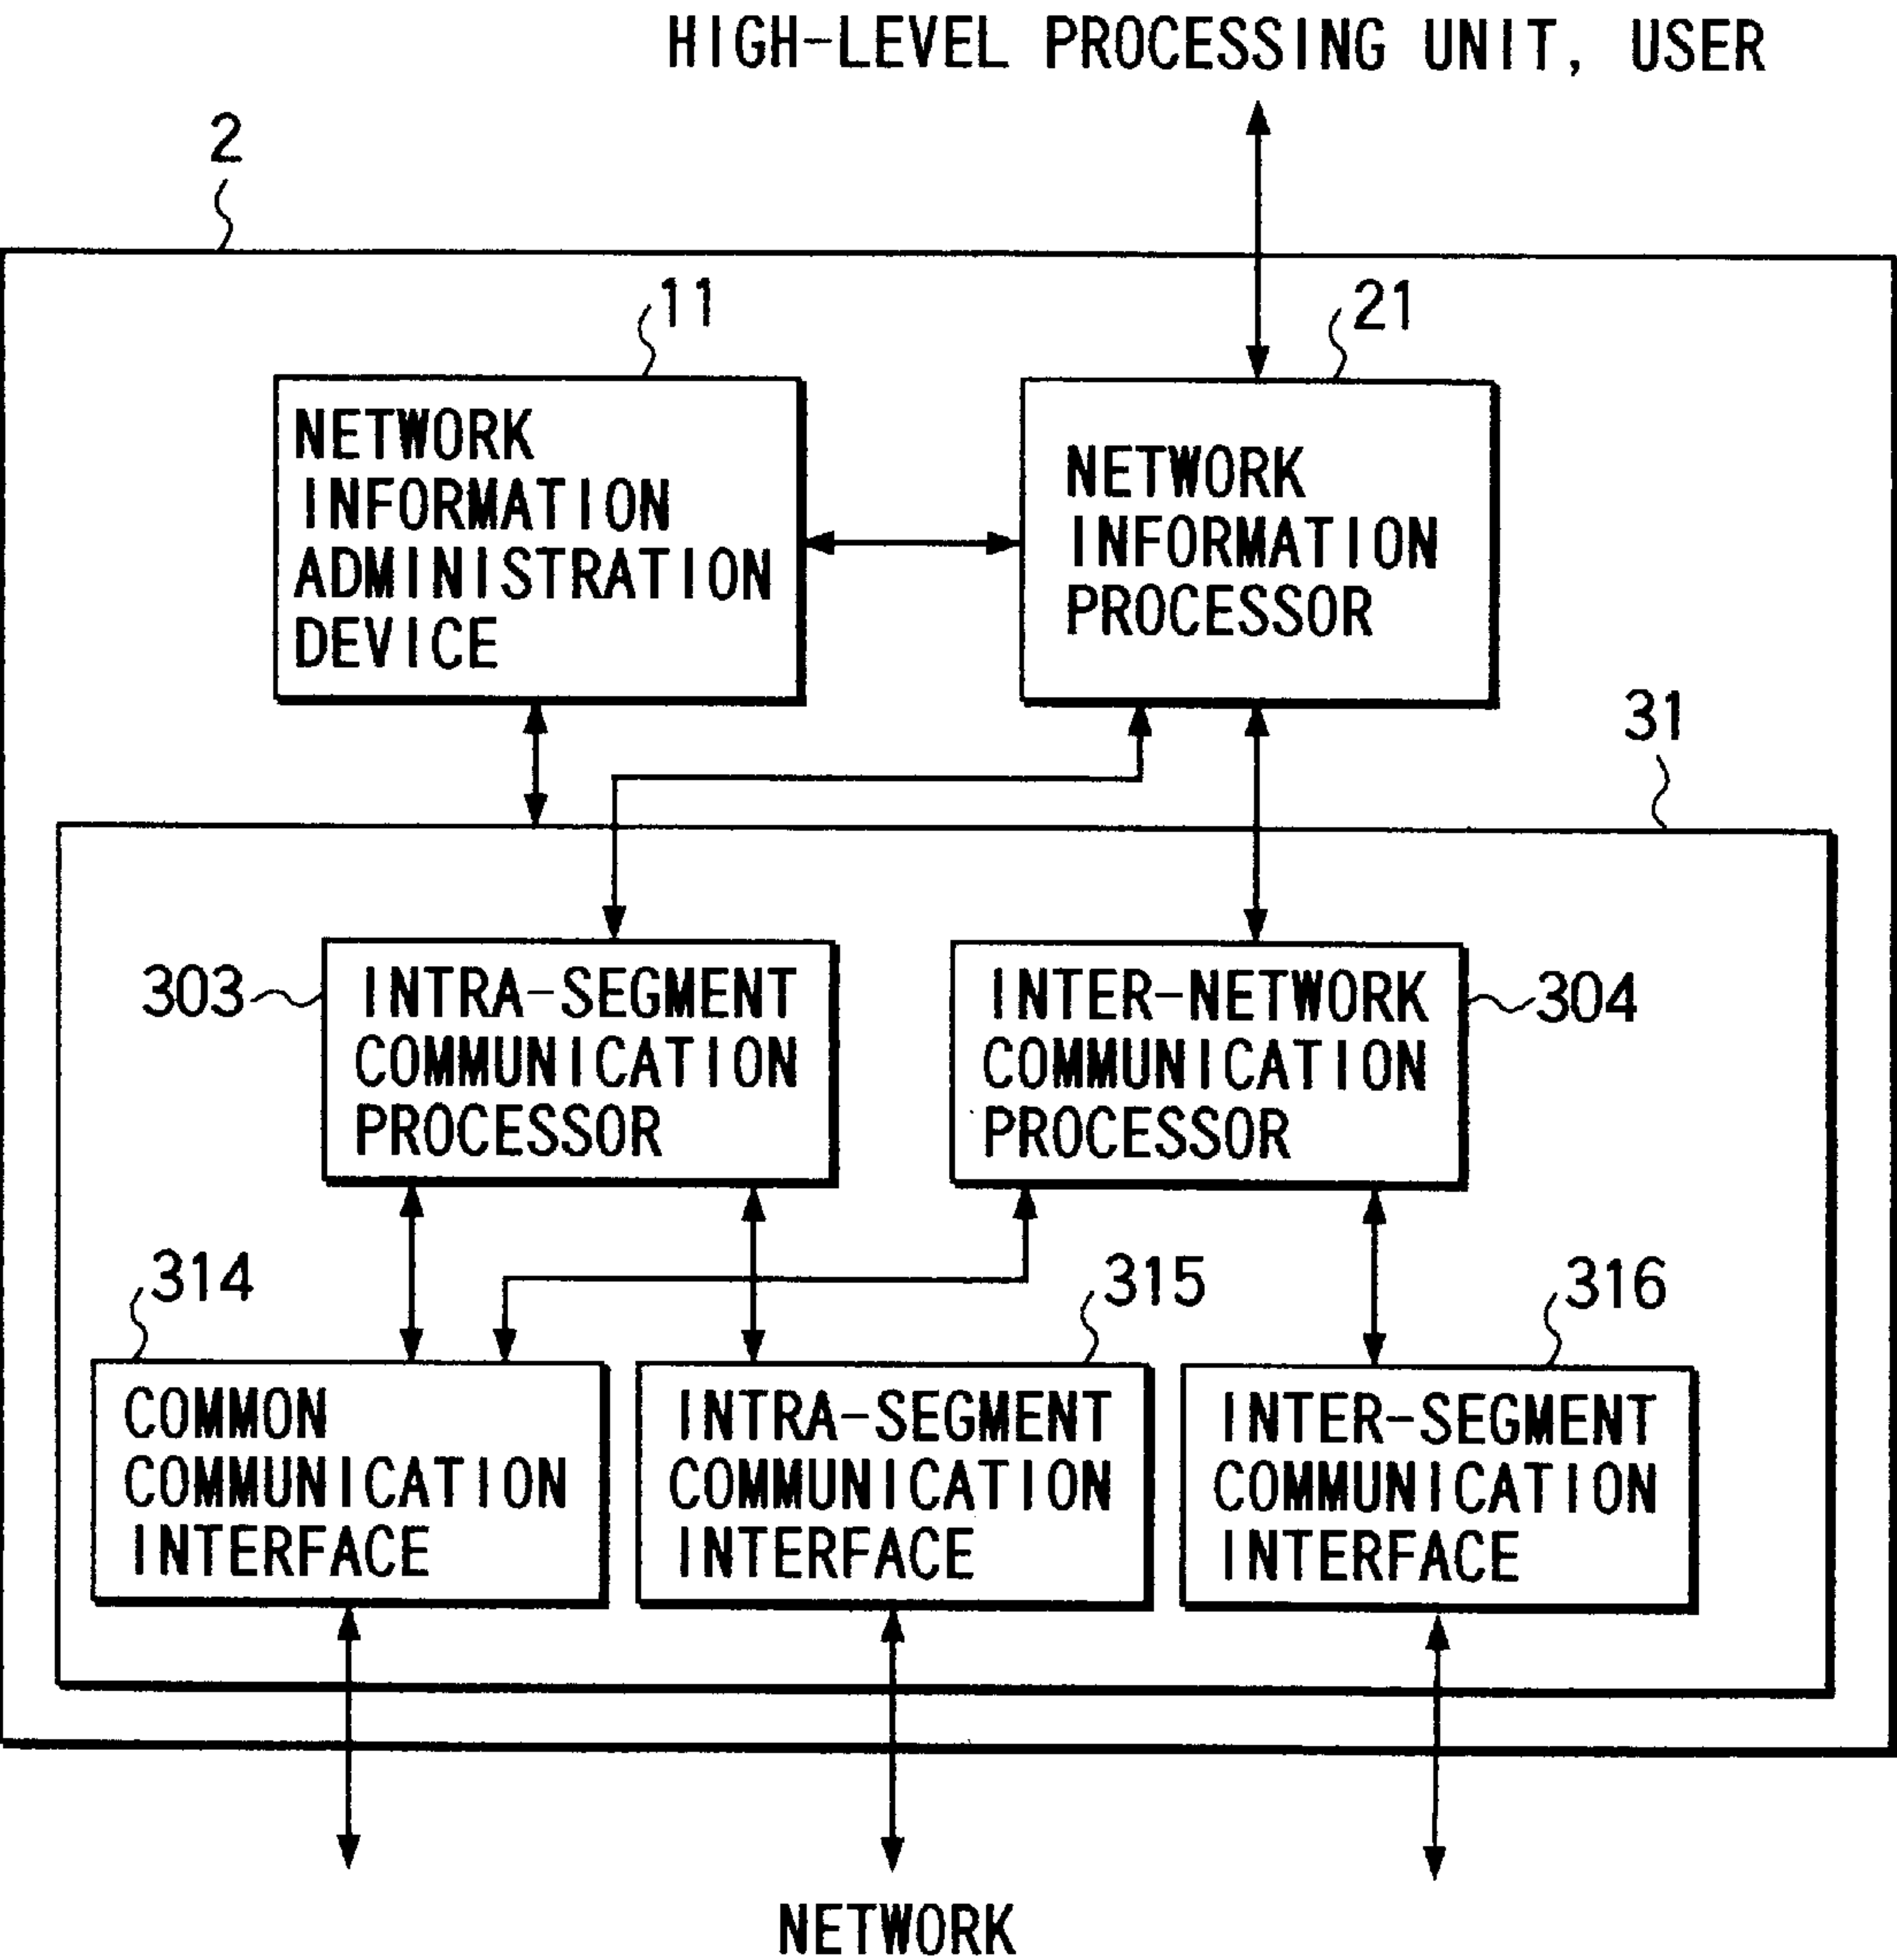 HIGH-LEVEL PROCESSING UNIT, USER
2
11
21
NETWORK
INFORMATION
ADMINISTRATION
DEVICE
NETWORK
INFORMATION
PROCESSOR
31
303
INTRA-SEGMENT
COMMUNICATION
PROCESSOR
INTER-NETWORK
COMMUNICATION
PROCESSOR
304
314
315
316
COMMON
COMMUNICATION
INTERFACE
INTRA-SEGMENT
COMMUNICATION
INTERFACE
INTER-SEGMENT
COMMUNICATION
INTERFACE
NETWORK